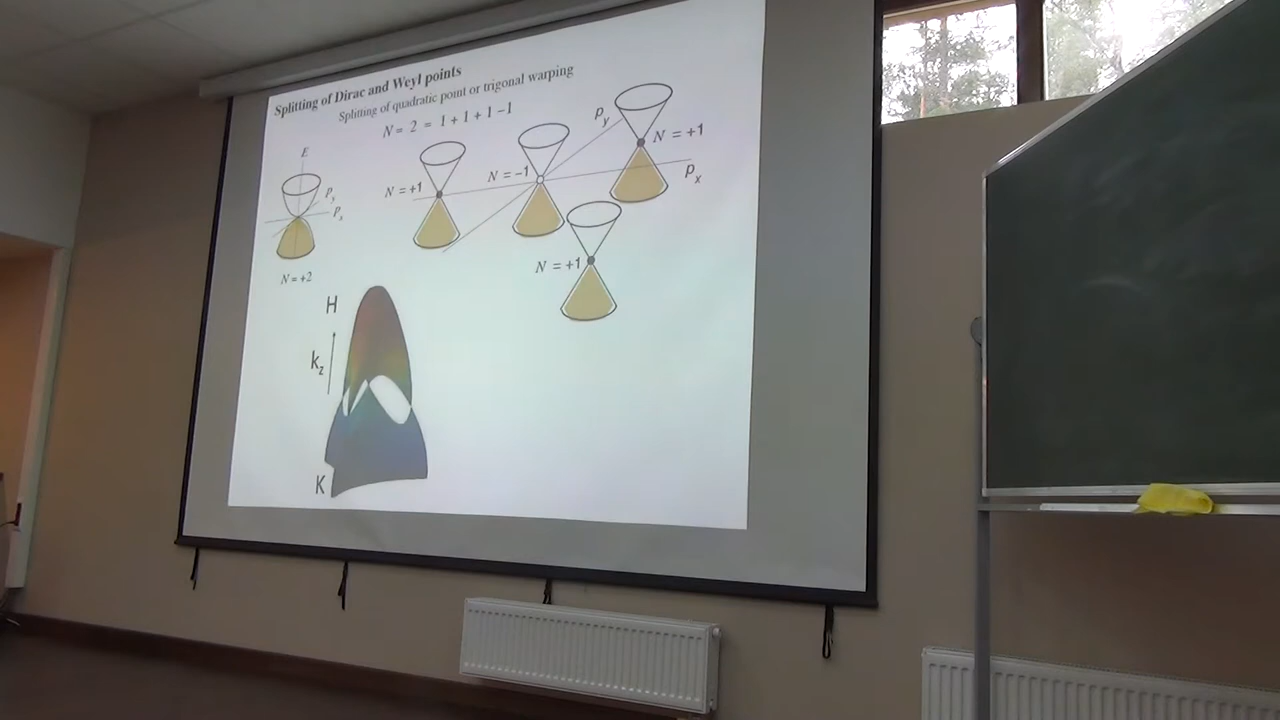 Splitting of Dirac and Weyl points
Splitting of quadratic point or trigonal warping
N = 2 = 1 + 1 + 1 –1
E
p_y
p_x
N = +2
N = +1
N = –1
p_y
N = +1
p_x
N = +1
H
k_z
K